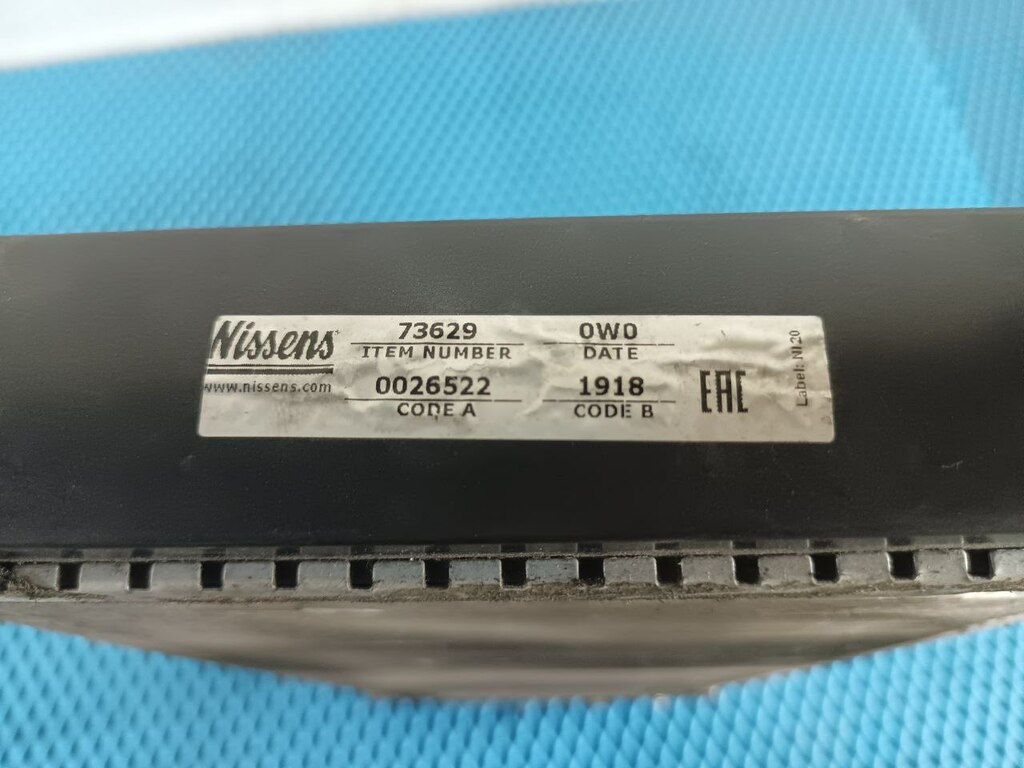 Nissens
www.nissens.com
73629
ITEM NUMBER
0W0
DATE
0026522
CODE A
1918
CODE B
EAC
Label: NI20